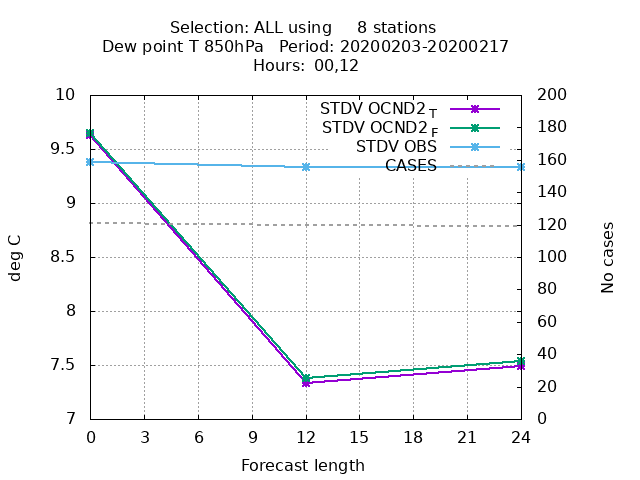 Selection: ALL using     8 stations
Dew point T 850hPa   Period: 20200203-20200217
Hours: 00,12
STDV OCND2 T
STDV OCND2 F
STDV OBS
CASES
deg C
10
9.5
9
8.5
8
7.5
7
0 3 6 9 12 15 18 21 24
Forecast length
200
180
160
140
120
100
80
60
40
20
0
No cases